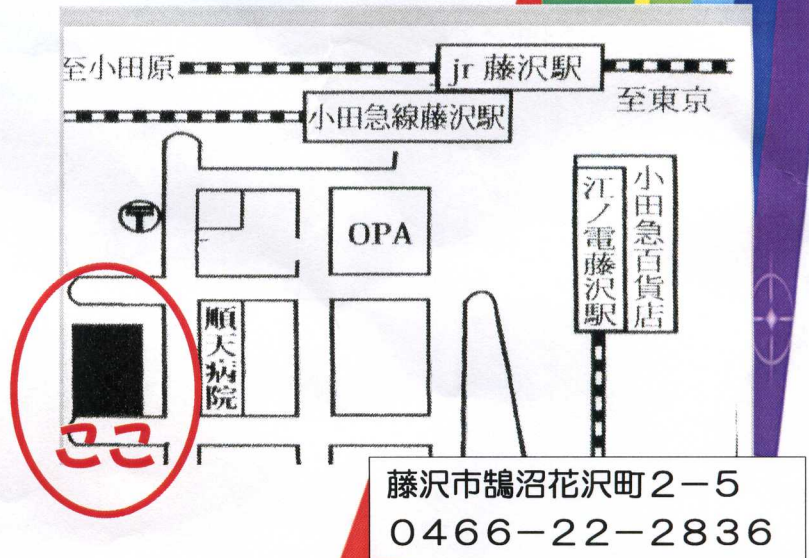 至小田原
jr 藤沢駅
至東京
小田急線藤沢駅
小田急百貨店
江ノ電藤沢駅
〒
OPA
順天病院
ここ
藤沢市鵠沼花沢町2-5
0466-22-2836